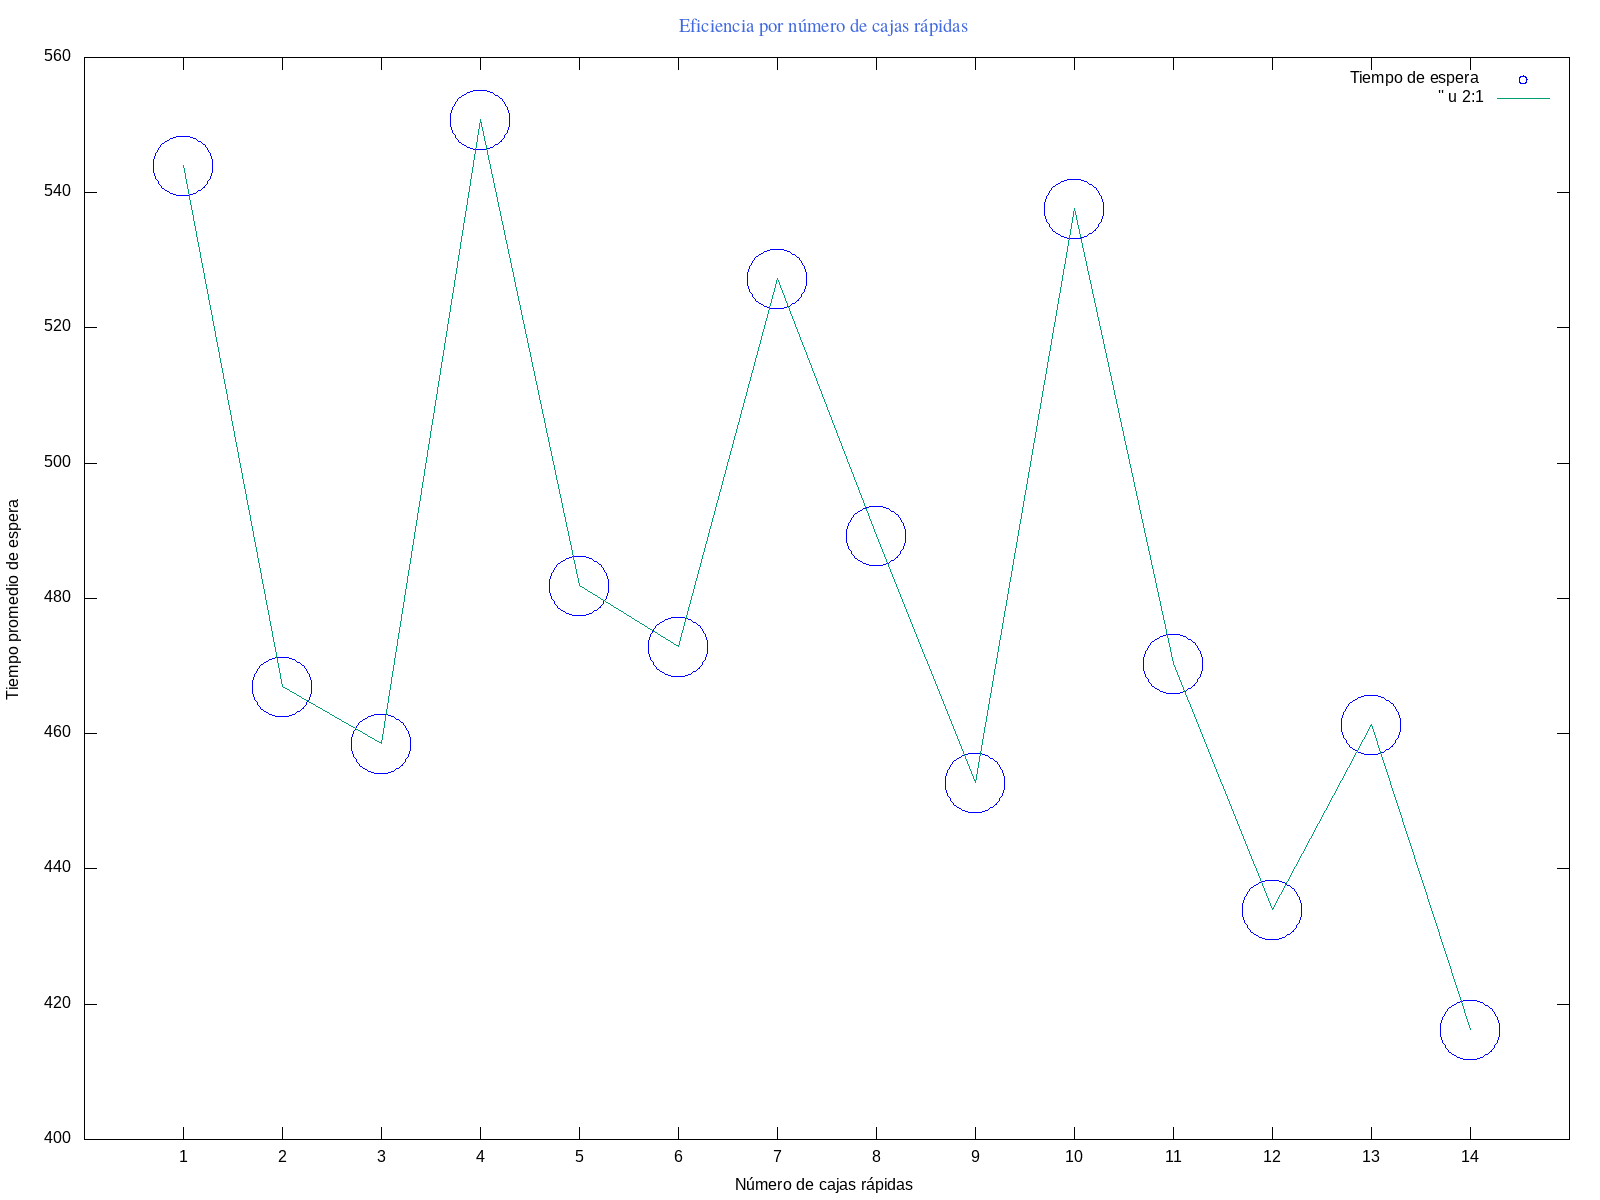 Eficiencia por número de cajas rápidas
Tiempo de espera
" u 2:1
560
540
520
500
480
460
440
420
400
Tiempo promedio de espera
1 2 3 4 5 6 7 8 9 10 11 12 13 14
Número de cajas rápidas